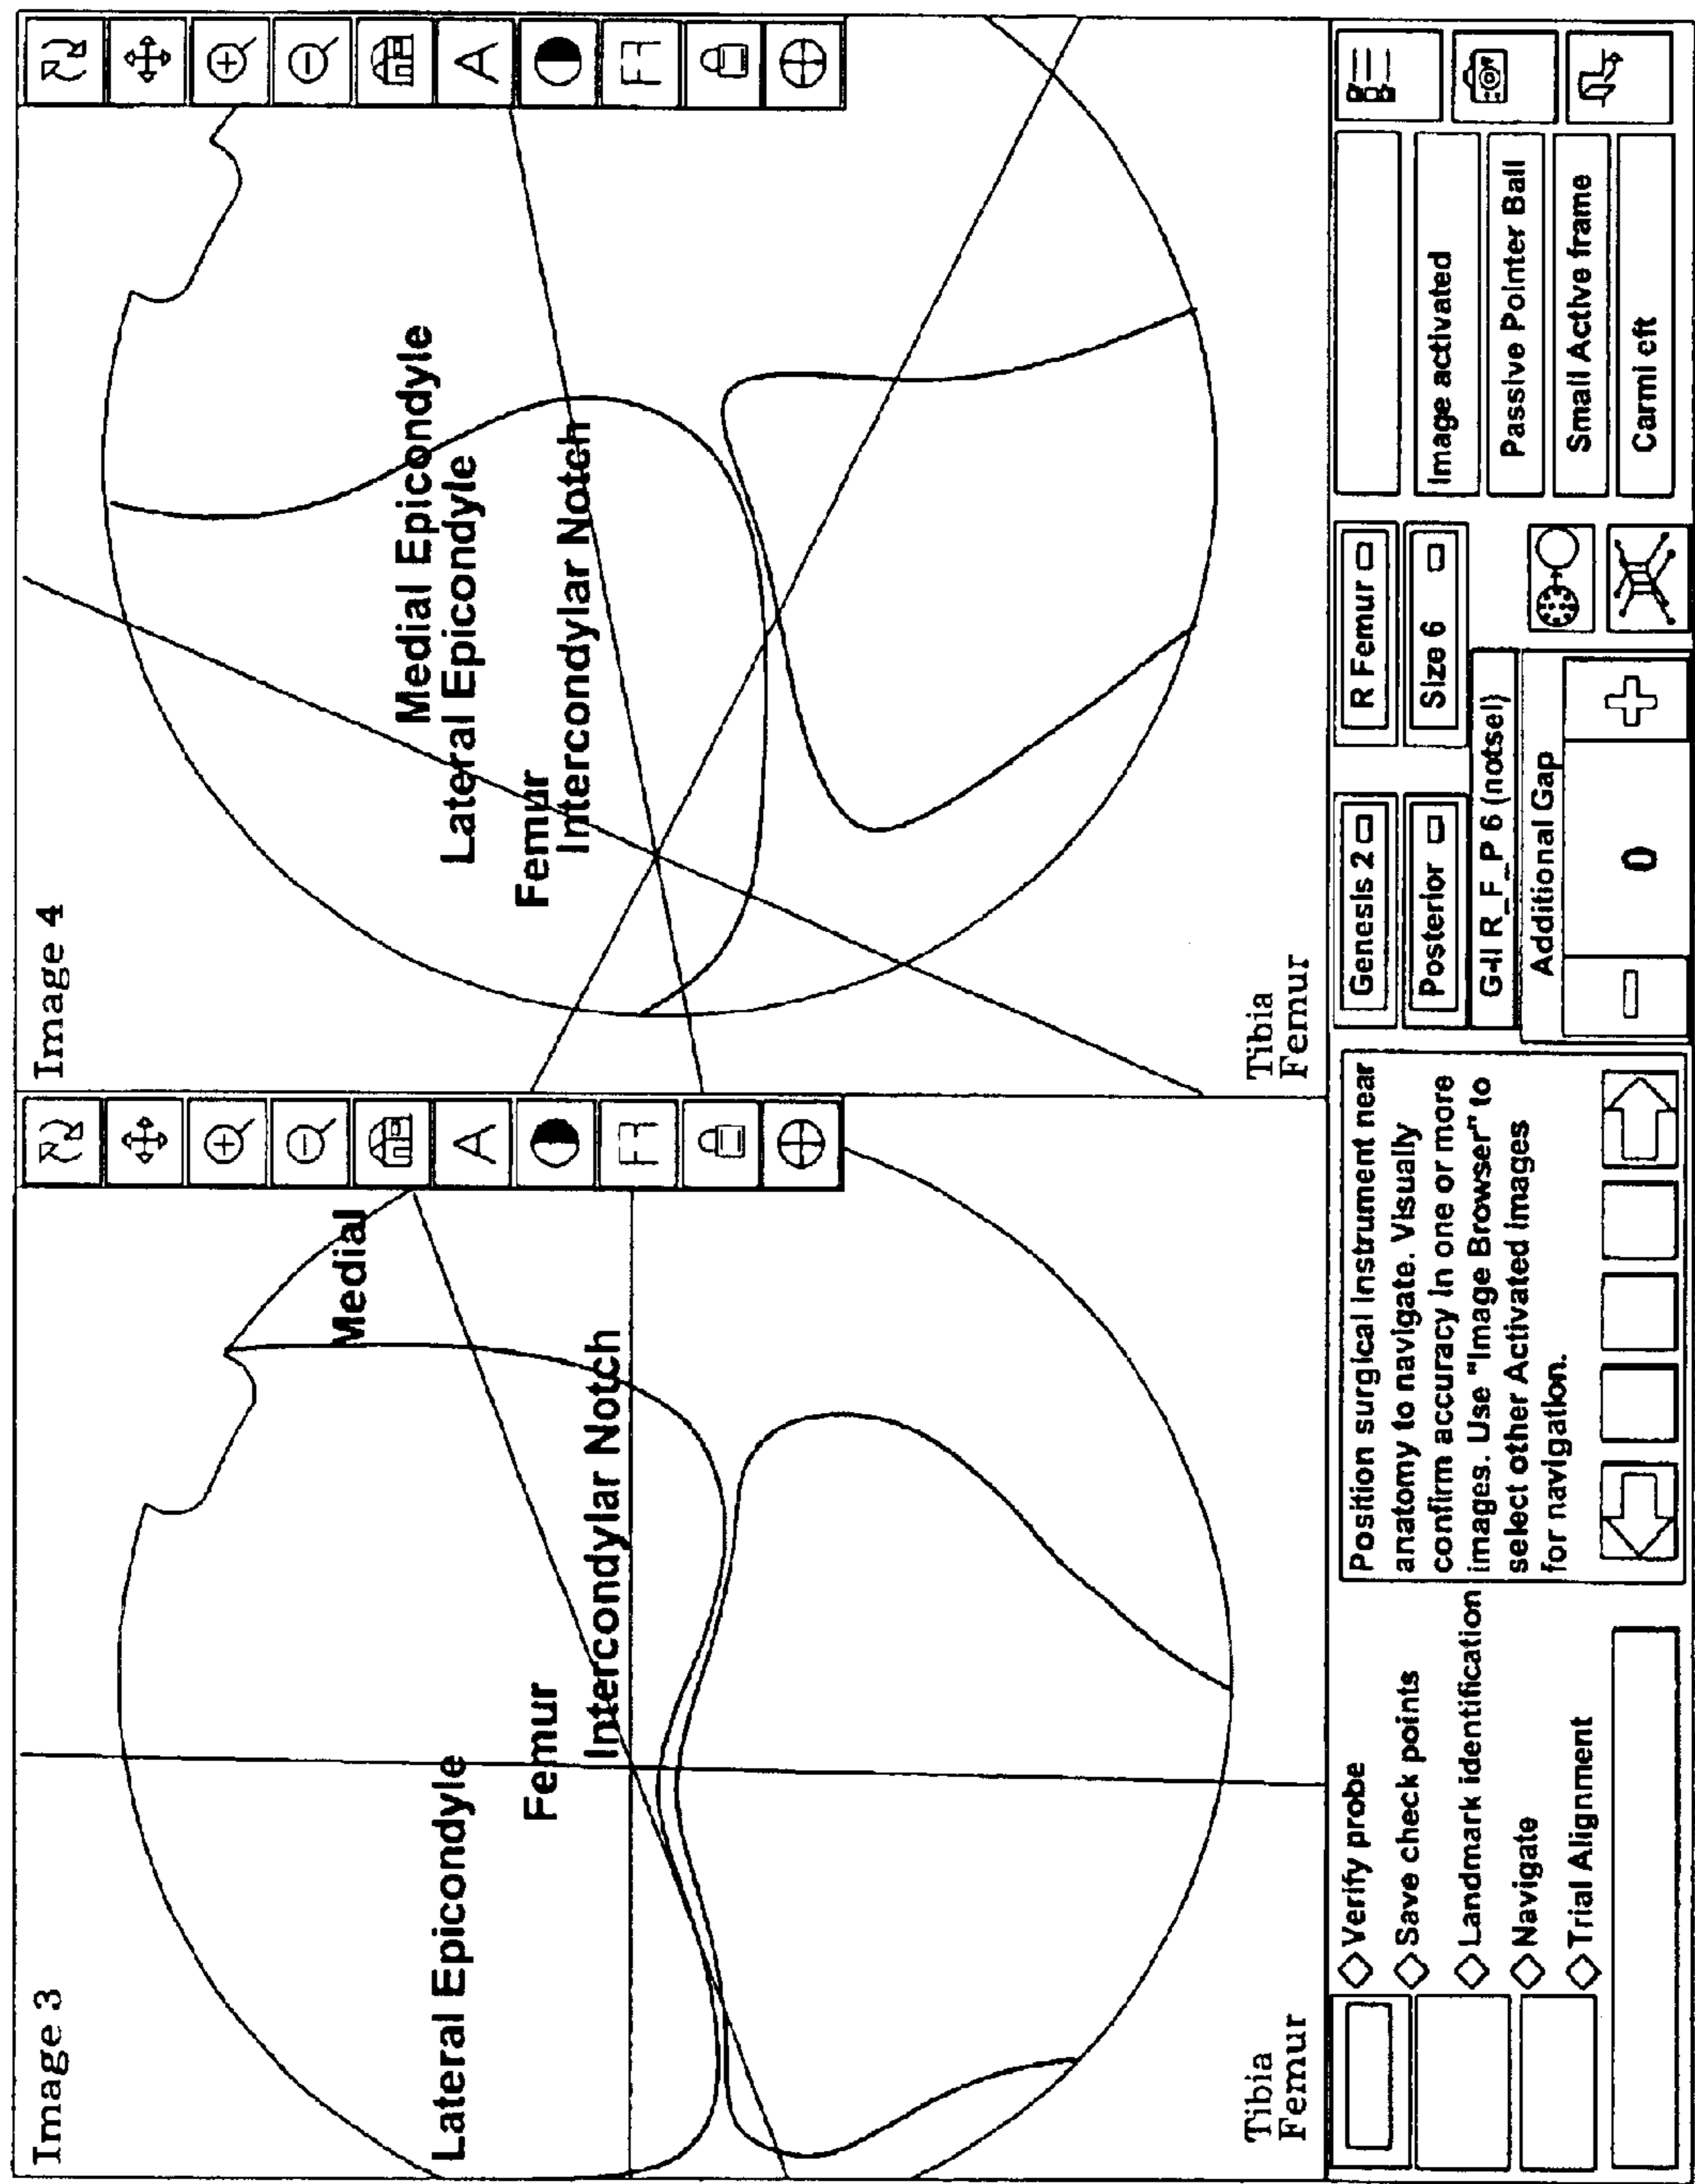 Image 3
Lateral Epicondyle
Medial
Femur
Intercondylar Notch
Tibia
Femur
A
Image 4
Medial Epicondyle
Lateral Epicondyle
Femur
Intercondylar Notch
Tibia
Femur
A
Verify probe
Save check points
Landmark identification
Navigate
Trial Alignment
Position surgical instrument near
anatomy to navigate. Visually
confirm accuracy in one or more
images. Use "Image Browser" to
select other Activated images
for navigation.
Genesis 2
R Femur
Posterior
Size 6
G-II R_F_P 6 (notsel)
Additional Gap
0
Image activated
Passive Pointer Ball
Small Active frame
Carml eft